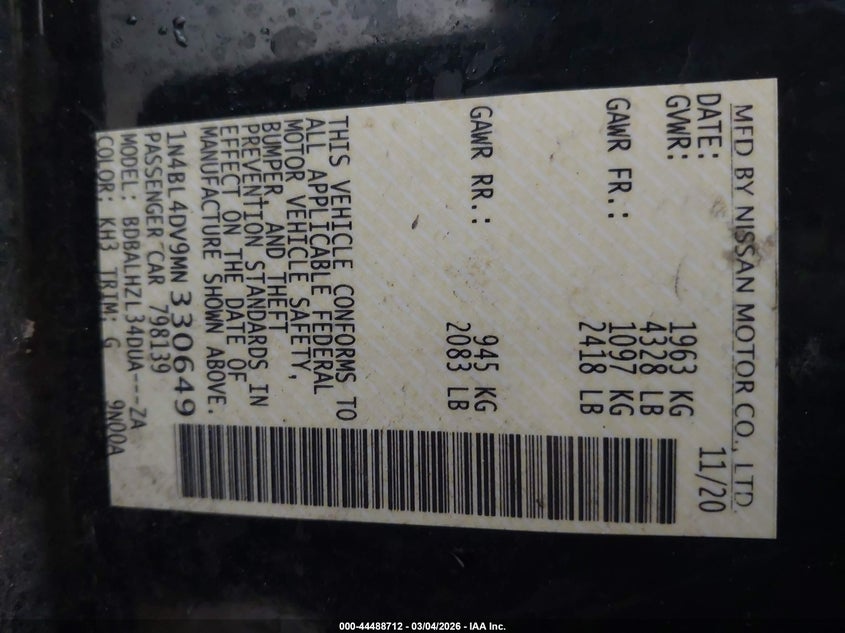 MFD BY NISSAN MOTOR CO., LTD
DATE: 11/20
GVWR: 1963 KG
4328 LB
GAWR FR.: 1097 KG
2418 LB
GAWR RR.: 945 KG
2083 LB
THIS VEHICLE CONFORMS TO
ALL APPLICABLE FEDERAL
MOTOR VEHICLE SAFETY,
BUMPER, AND THEFT
PREVENTION STANDARDS IN
EFFECT ON THE DATE OF
MANUFACTURE SHOWN ABOVE.
1N4BL4DV9MN330649
PASSENGER CAR 798139
MODEL: BDBALHZL34DUA---ZA
COLOR: KH3 TRIM: G 9N00A
000-44488712 - 03/04/2026 - IAA Inc.